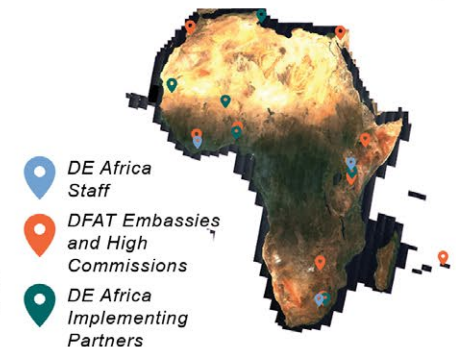 DE Africa
Staff
DFAT Embassies
and High
Commissions
DE Africa
Implementing
Partners